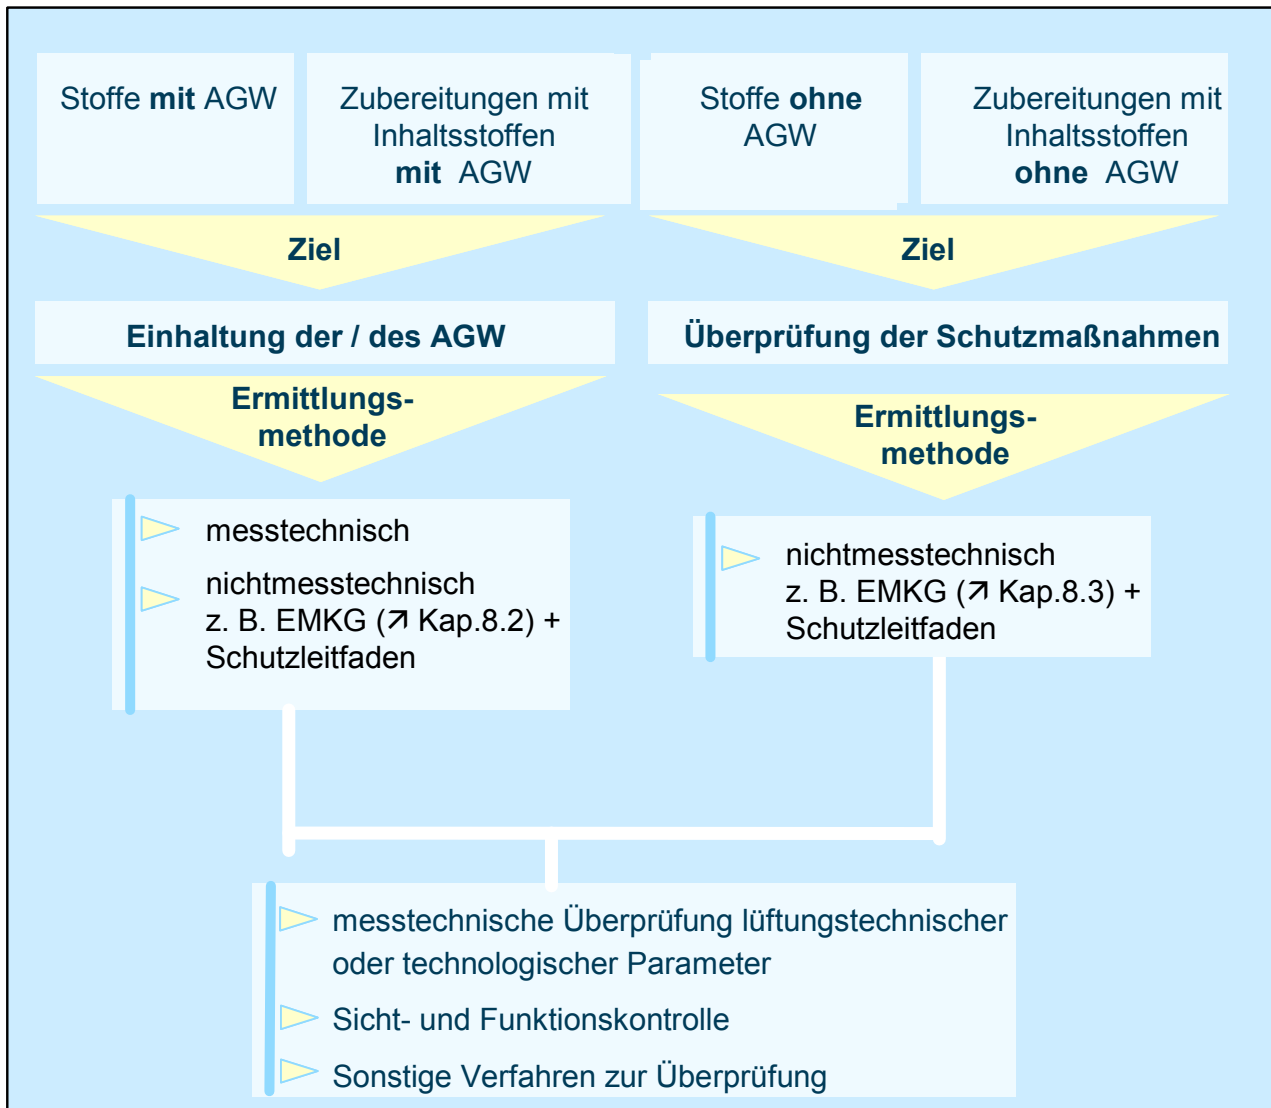 Stoffe mit AGW
Zubereitungen mit
Inhaltsstoffen
mit AGW
Stoffe ohne
AGW
Zubereitungen mit
Inhaltsstoffen
ohne AGW
Ziel
Ziel
Einhaltung der / des AGW
Überprüfung der Schutzmaßnahmen
Ermittlungs-
methode
Ermittlungs-
methode
messtechnisch
nichtmesstechnisch
z. B. EMKG (↗ Kap.8.2) +
Schutzleitfaden
nichtmesstechnisch
z. B. EMKG (↗ Kap.8.3) +
Schutzleitfaden
messtechnische Überprüfung lüftungstechnischer
oder technologischer Parameter
Sicht- und Funktionskontrolle
Sonstige Verfahren zur Überprüfung